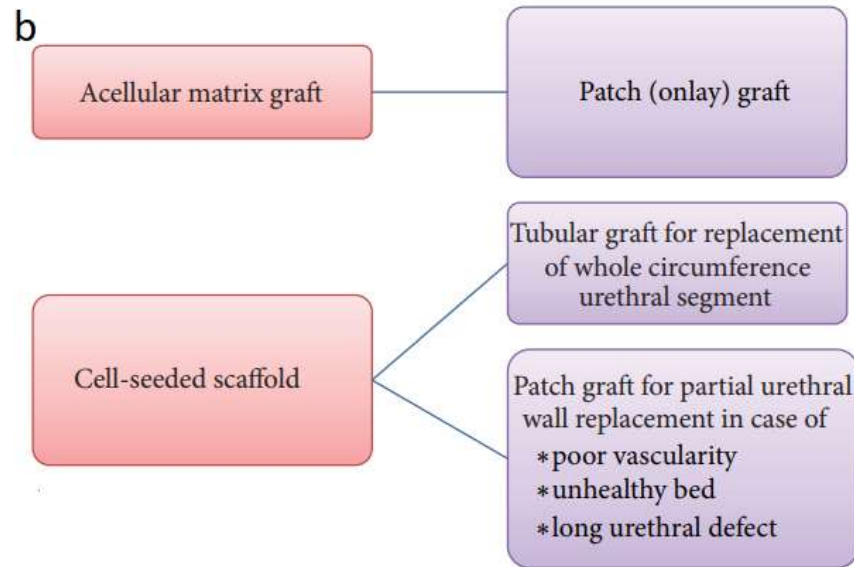 b
Acellular matrix graft
Patch (onlay) graft
Cell-seeded scaffold
Tubular graft for replacement
of whole circumference
urethral segment
Patch graft for partial urethral
wall replacement in case of
∗poor vascularity
∗unhealthy bed
∗long urethral defect